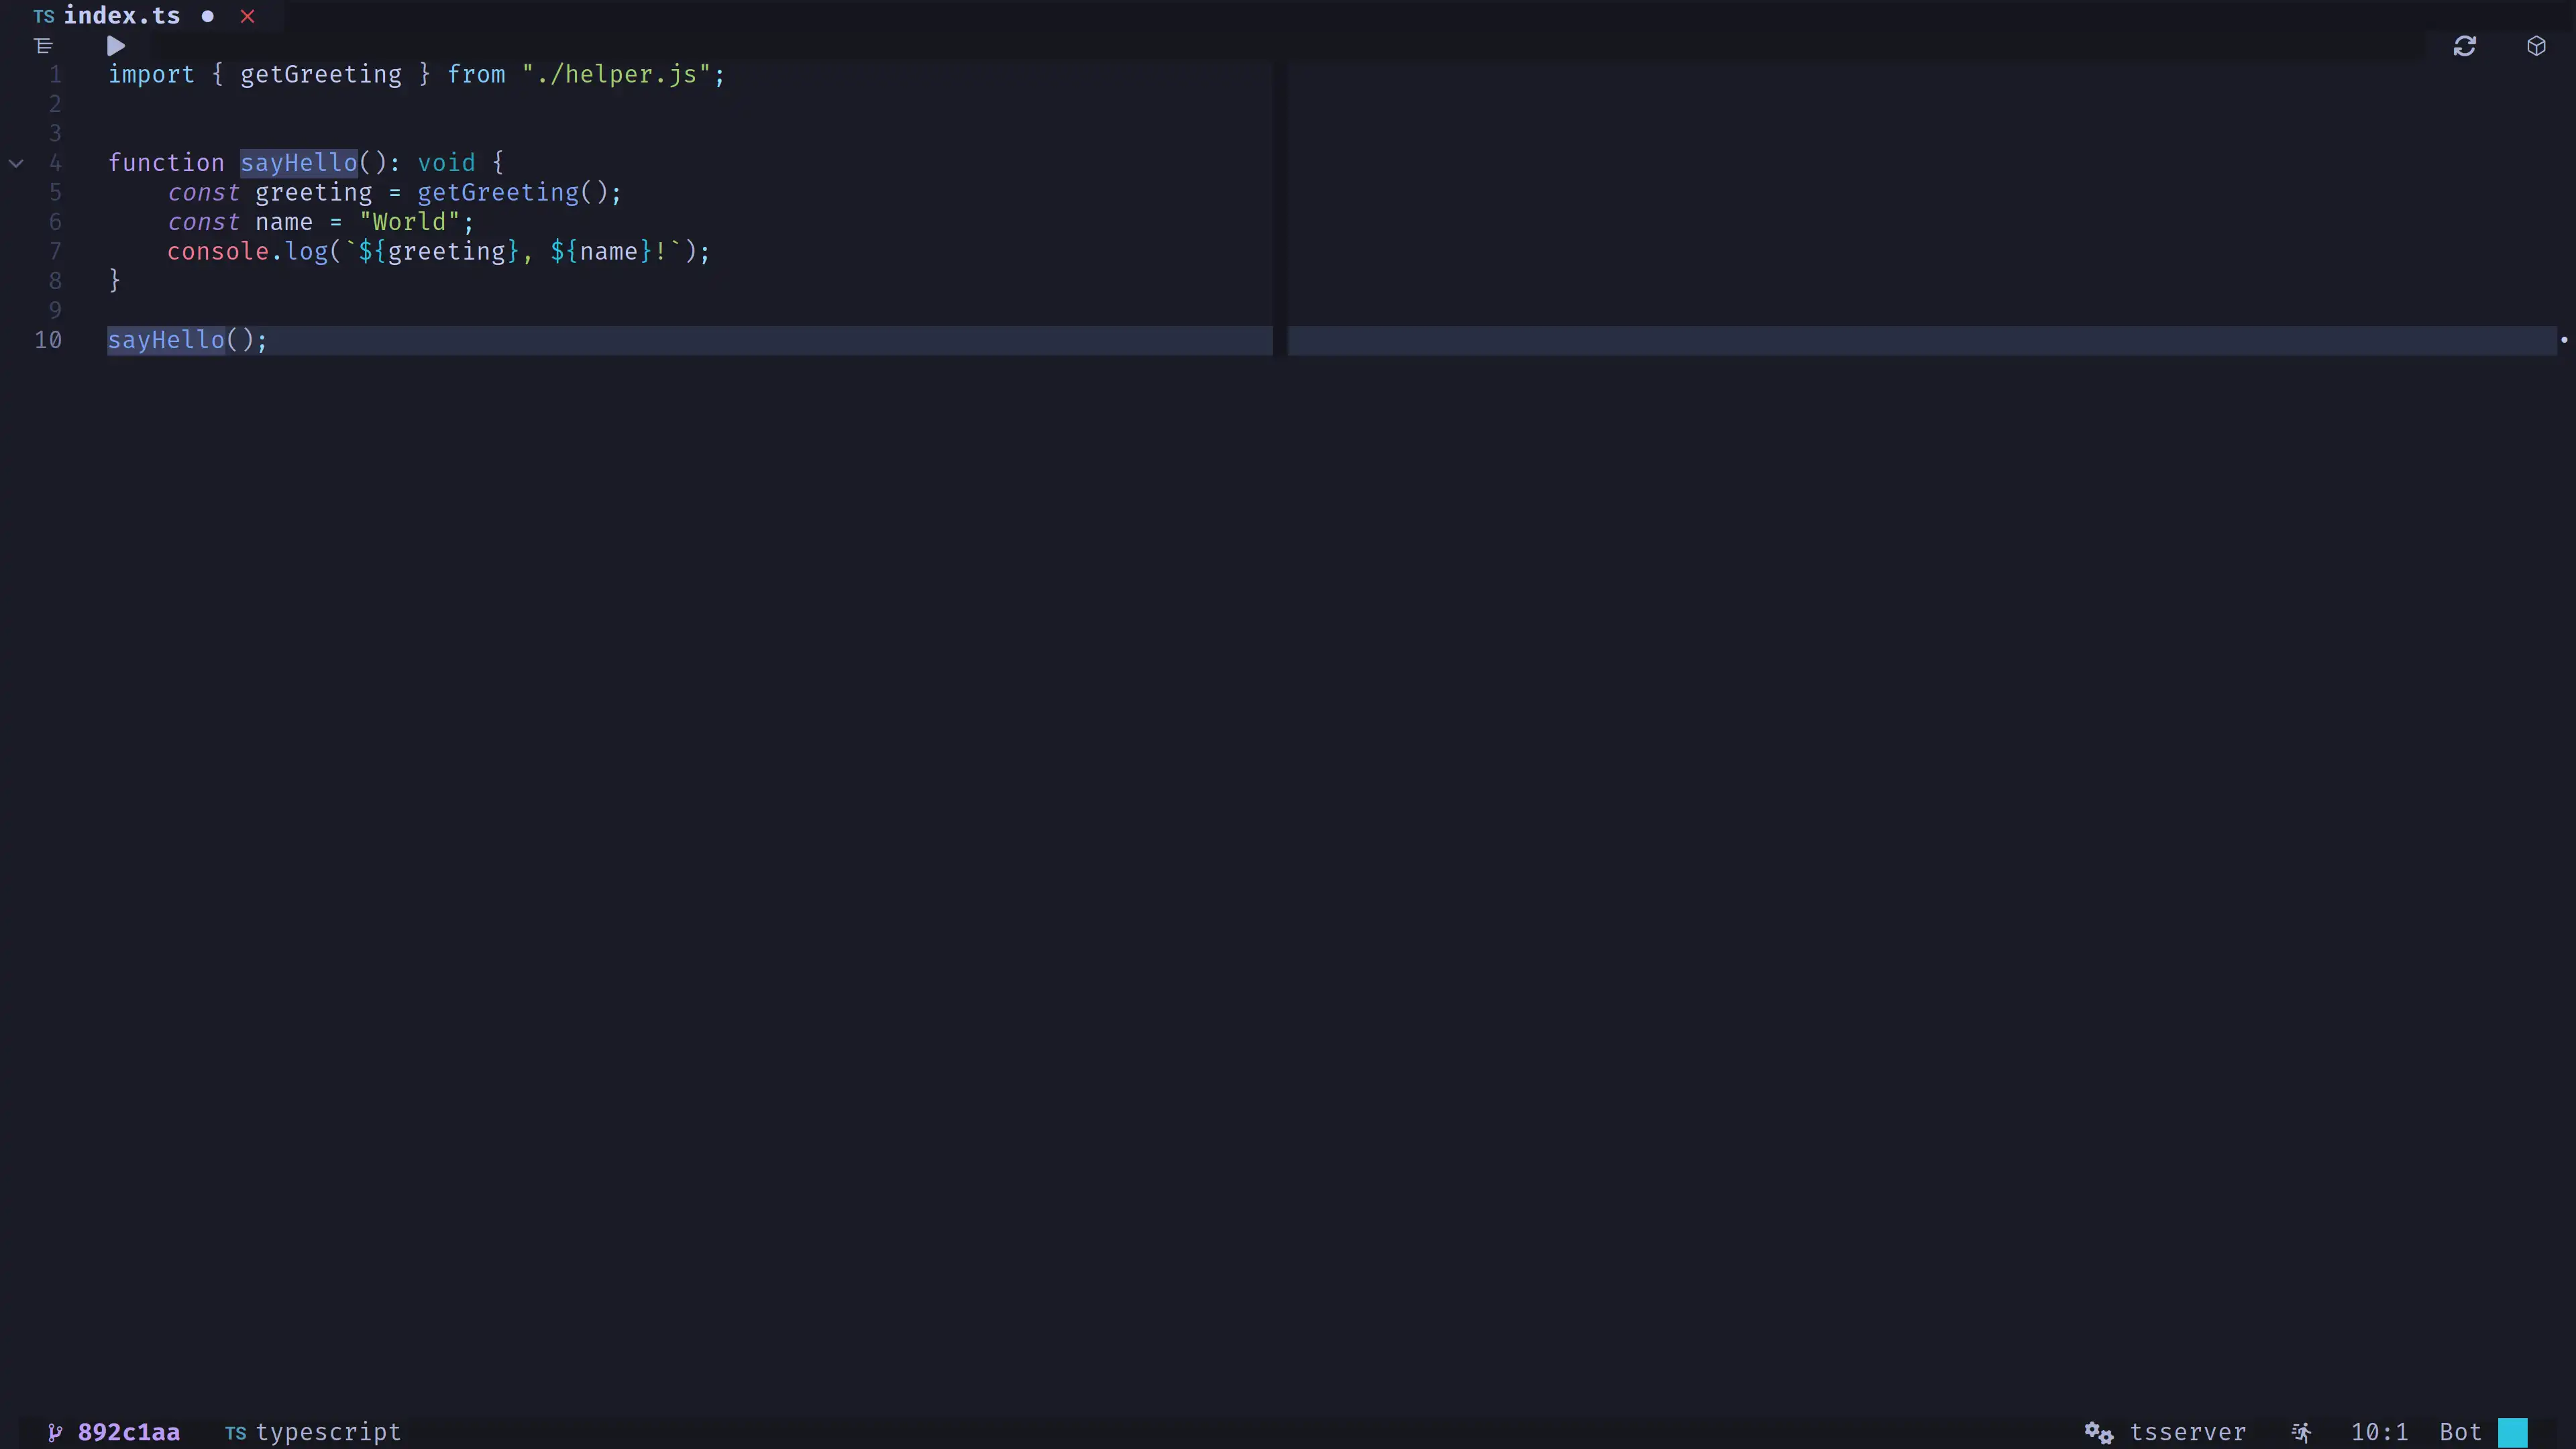 TS index.ts
1 import { getGreeting } from "./helper.js";
2
3
4 function sayHello(): void {
5 const greeting = getGreeting();
6 const name = "World";
7 console.log(`${greeting}, ${name}!`);
8 }
9
10 sayHello();
892c1aa TS typescript tsserver 10:1 Bot